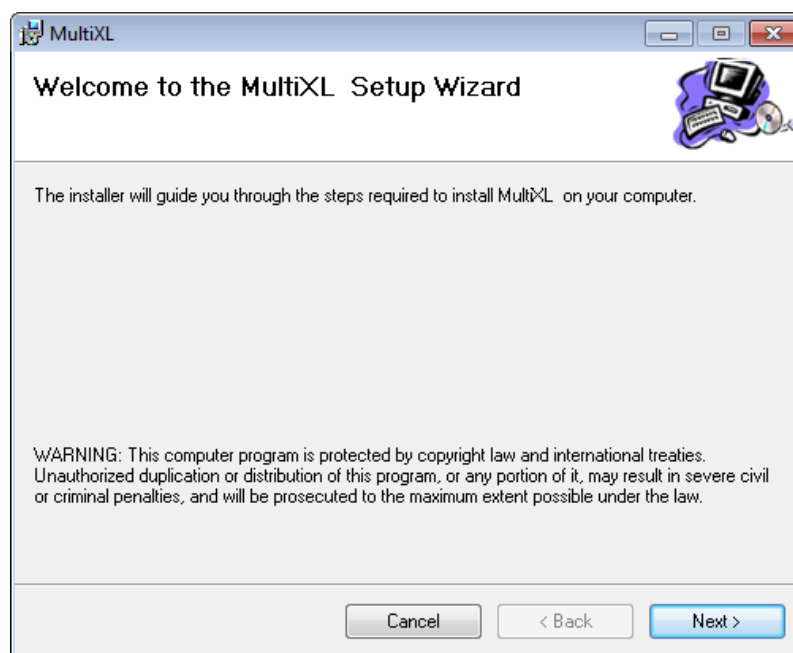 MultiXL
Welcome to the MultiXL  Setup Wizard
The installer will guide you through the steps required to install MultiXL  on your computer.
WARNING: This computer program is protected by copyright law and international treaties.
Unauthorized duplication or distribution of this program, or any portion of it, may result in severe civil
or criminal penalties, and will be prosecuted to the maximum extent possible under the law.
Cancel < Back Next >